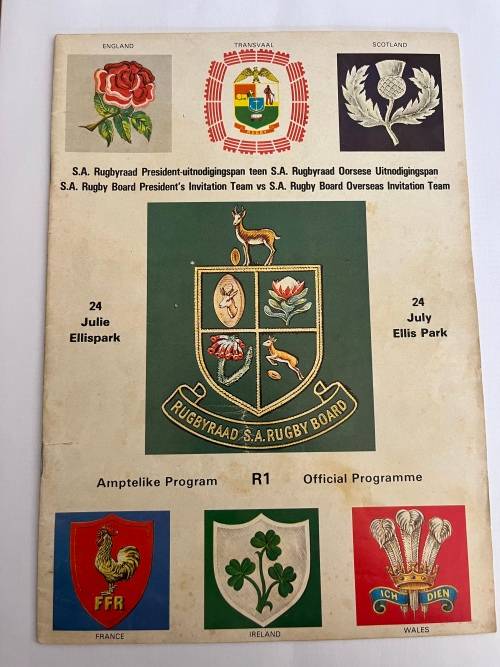 ENGLAND
TRANSVAAL
SCOTLAND
RUGBY
S.A. Rugbyraad President-uitnodigingspan teen S.A. Rugbyraad Oorsese Uitnodigingspan
S.A. Rugby Board President's Invitation Team vs S.A. Rugby Board Overseas Invitation Team
24
Julie
Ellispark
24
July
Ellis Park
RUGBYRAAD S.A. RUGBY BOARD
Amptelike Program R1 Official Programme
FFR
ICH DIEN
FRANCE
IRELAND
WALES